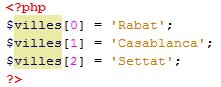 <?php
$villes[0] = 'Rabat';
$villes[1] = 'Casablanca';
$villes[2] = 'Settat';
?>